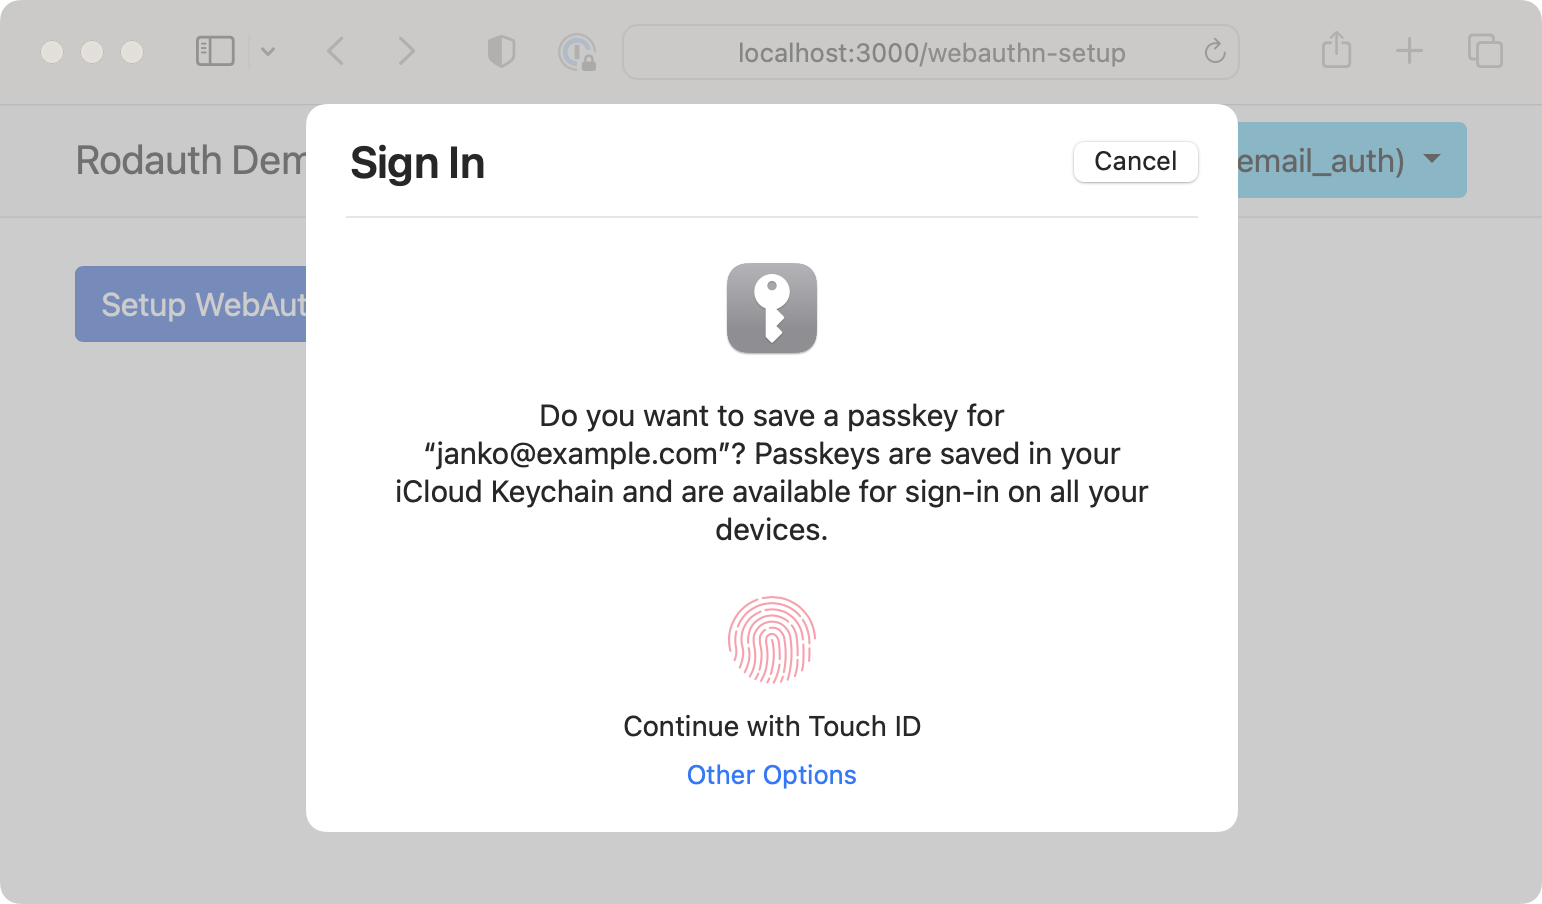 localhost:3000/webauthn-setup
Rodauth Dem
Sign In
Cancel
email_auth)
Setup WebAut
Do you want to save a passkey for
“janko@example.com”? Passkeys are saved in your
iCloud Keychain and are available for sign-in on all your
devices.
Continue with Touch ID
Other Options